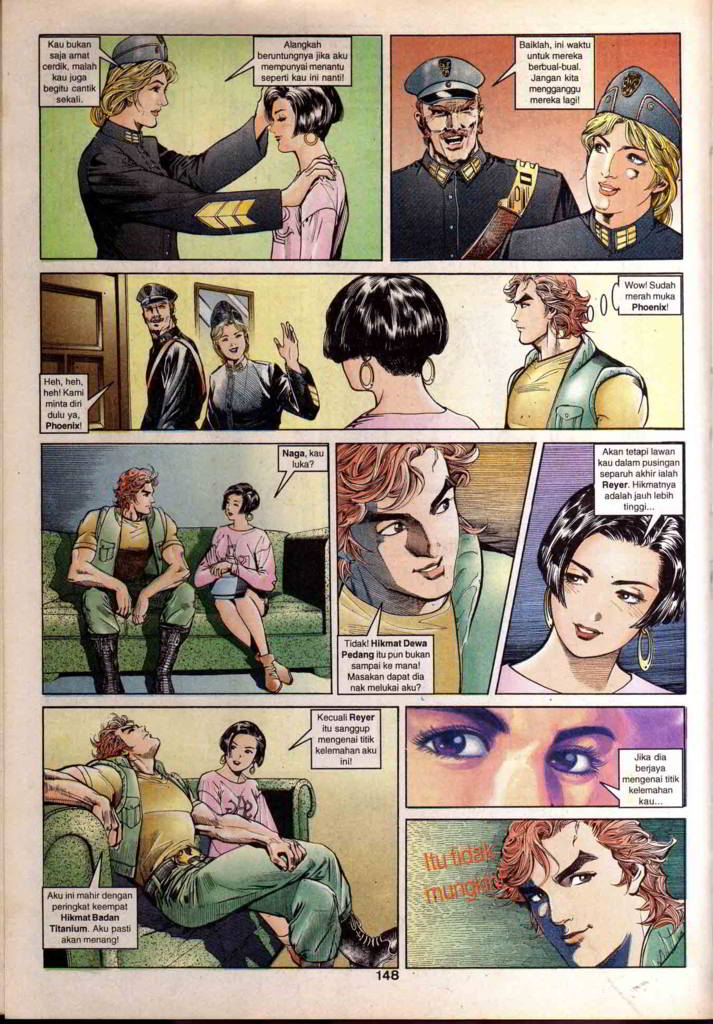 Kau bukan
saja amat
cerdik, malah
kau juga
begitu cantik
sekali.
Alangkah
beruntungnya jika aku
mempunyai menantu
seperti kau ini nanti!
Baiklah, ini waktu
untuk mereka
berbual-bual.
Jangan kita
mengganggu
mereka lagi!
Wow! Sudah
merah muka
Phoenix!
Heh, heh,
heh! Kami
minta diri
dulu ya,
Phoenix!
Naga, kau
luka?
Tidak! Hikmat Dewa
Pedang itu pun bukan
sampai ke mana!
Masakan dapat dia
nak melukai aku?
Akan tetapi lawan
kau dalam pusingan
separuh akhir ialah
Reyer. Hikmatnya
adalah jauh lebih
tinggi...
Kecuali Reyer
itu sanggup
mengenai titik
kelemahan aku
ini!
Aku ini mahir dengan
peringkat keempat
Hikmat Badan
Titanium. Aku pasti
akan menang!
Jika dia
berjaya
mengenai titik
kelemahan
kau...
Itu tidak
mungkin
148